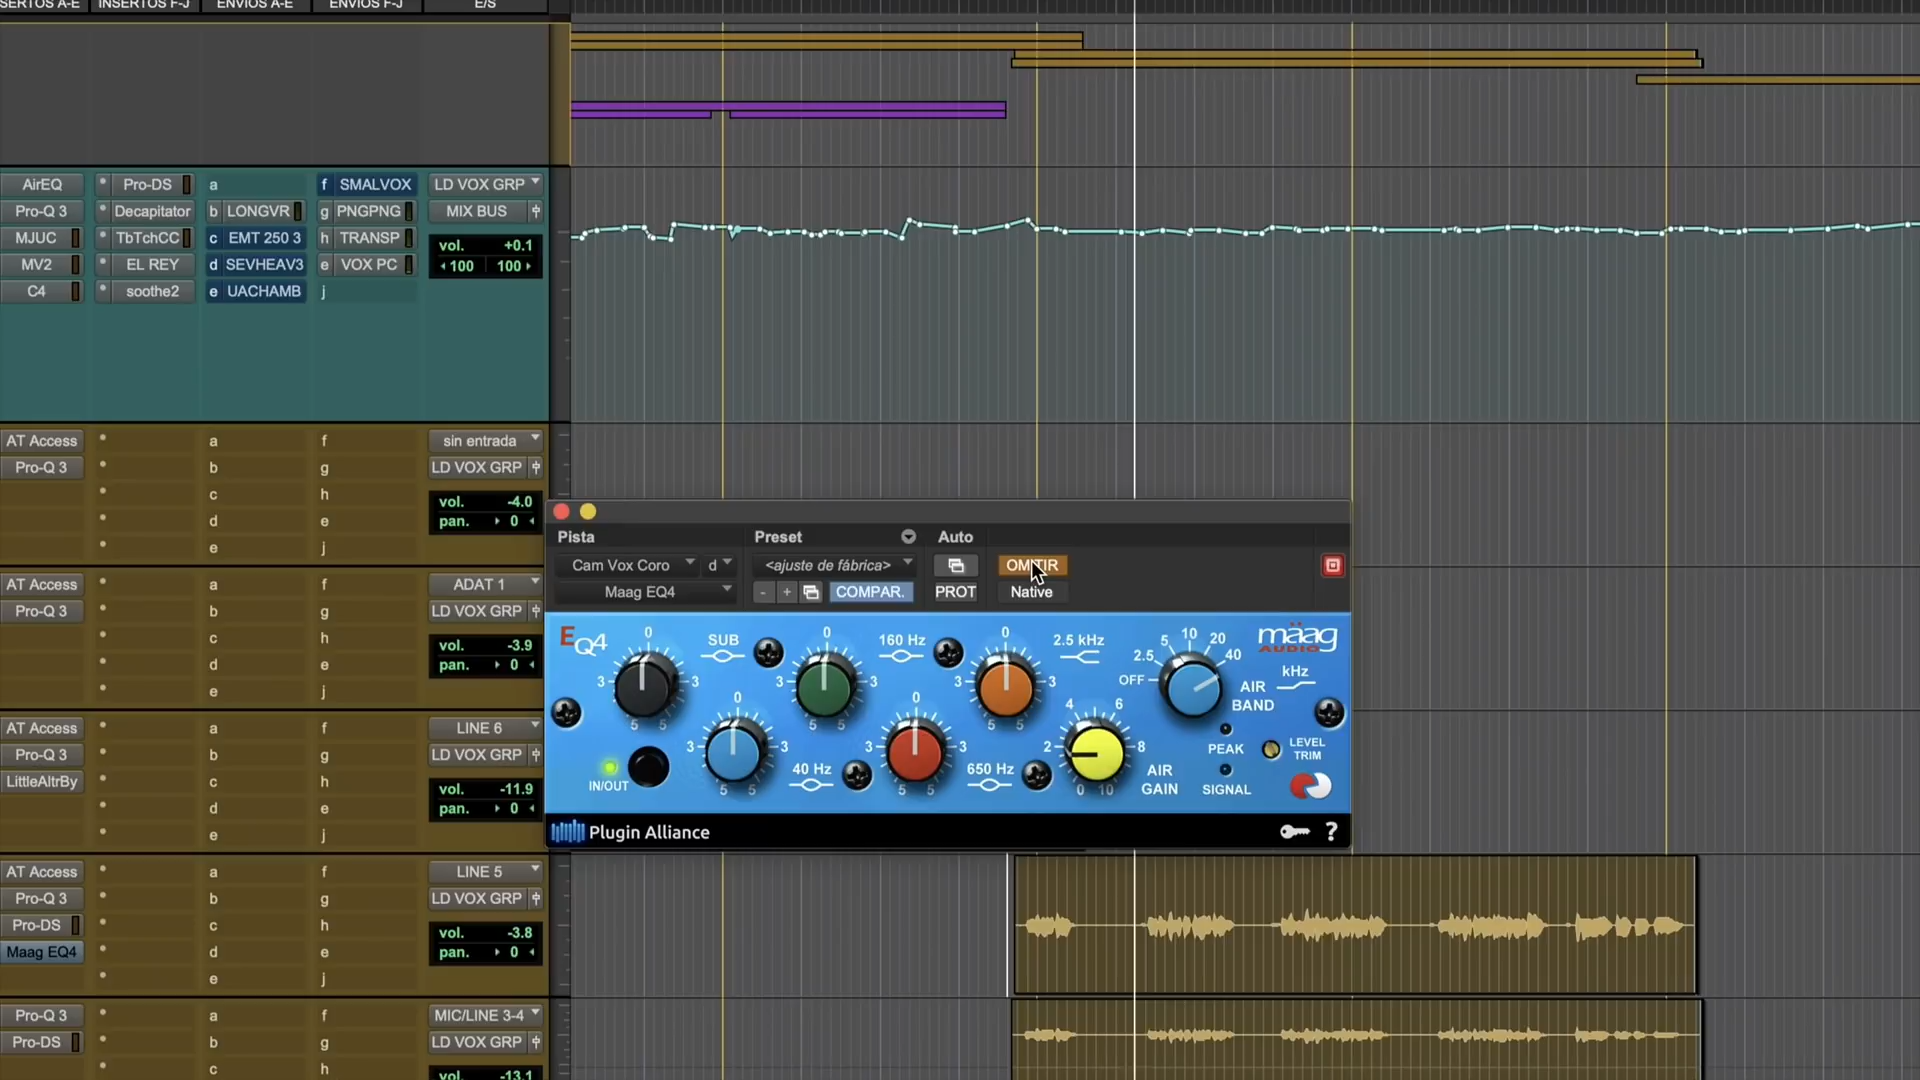 INSERTOS F-J ENVIOS A-E ENVIOS F-J E/S
AirEQ Pro-DS a f SMALVOX LD VOX GRP
Pro-Q 3 Decapitator b LONGVR g PNGPNG MIX BUS
MJUC TbTchCC c EMT 250 3 h TRANSP vol. +0.1
MV2 EL REY d SEVHEAV3 e VOX PC 100 100
C4 soothe2 e UACHAMB j
AT Access a f sin entrada
Pro-Q 3 b g LD VOX GRP
c h vol. -4.0
d e pan. 0
e j
Pista Preset Auto
Cam Vox Coro d <ajuste de fábrica> OMITIR
Maag EQ4 - + COMPAR. PROT Native
AT Access a f ADAT 1
Pro-Q 3 b g LD VOX GRP
c h vol. -3.9
d e pan. 0
e j
EQ4 0 SUB 0 160 Hz 0 2.5 kHz 2.5 5 10 20 40 mäag
AUDIO
3 3 3 3 3 3 OFF AIR BAND kHz
5 5 0 5 5 0 5 5 4 6
3 3 3 3 2 8 PEAK LEVEL TRIM
IN/OUT 5 5 40 Hz 5 5 650 Hz 0 10 AIR GAIN SIGNAL
Plugin Alliance ?
AT Access a f LINE 6
Pro-Q 3 b g LD VOX GRP
LittleAltrBy c h vol. -11.9
d e pan. 0
e j
AT Access a f LINE 5
Pro-Q 3 b g LD VOX GRP
Pro-DS c h vol. -3.8
Maag EQ4 d e pan. 0
e j
Pro-Q 3 a f MIC/LINE 3-4
Pro-DS b g LD VOX GRP
c h vol. -13.1